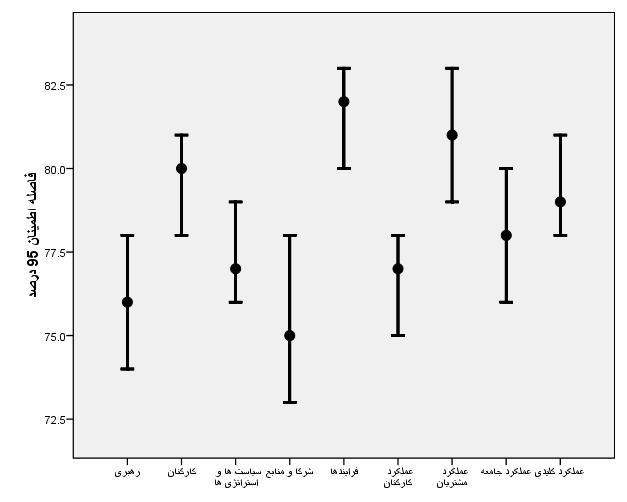 فاصله اطمینان 95 درصد
82.5
80.0
77.5
75.0
72.5
رهبری
کارکنان
سیاست ها و
استراتژی ها
شرکا و منابع
فرایندها
عملکرد
کارکنان
عملکرد
مشتریان
عملکرد جامعه
عملکرد کلیدی